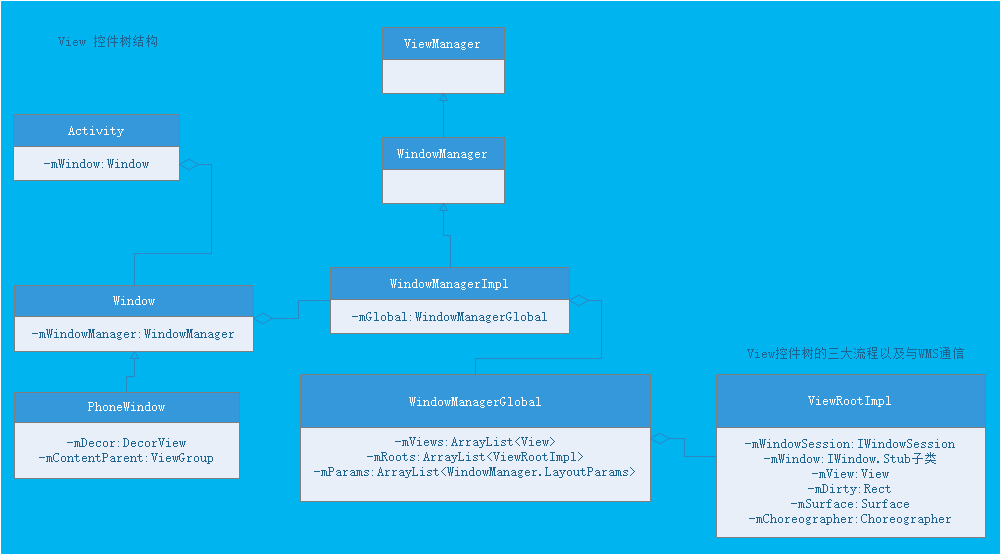 View 控件树结构
ViewManager
Activity
-mWindow:Window
WindowManager
Window
-mWindowManager:WindowManager
WindowManagerImpl
-mGlobal:WindowManagerGlobal
PhoneWindow
-mDecor:DecorView
-mContentParent:ViewGroup
WindowManagerGlobal
-mViews:ArrayList<View>
-mRoots:ArrayList<ViewRootImpl>
-mParams:ArrayList<WindowManager.LayoutParams>
View控件树的三大流程以及与WMS通信
ViewRootImpl
-mWindowSession:IWindowSession
-mWindow:IWindow.Stub子类
-mView:View
-mDirty:Rect
-mSurface:Surface
-mChoreographer:Choreographer